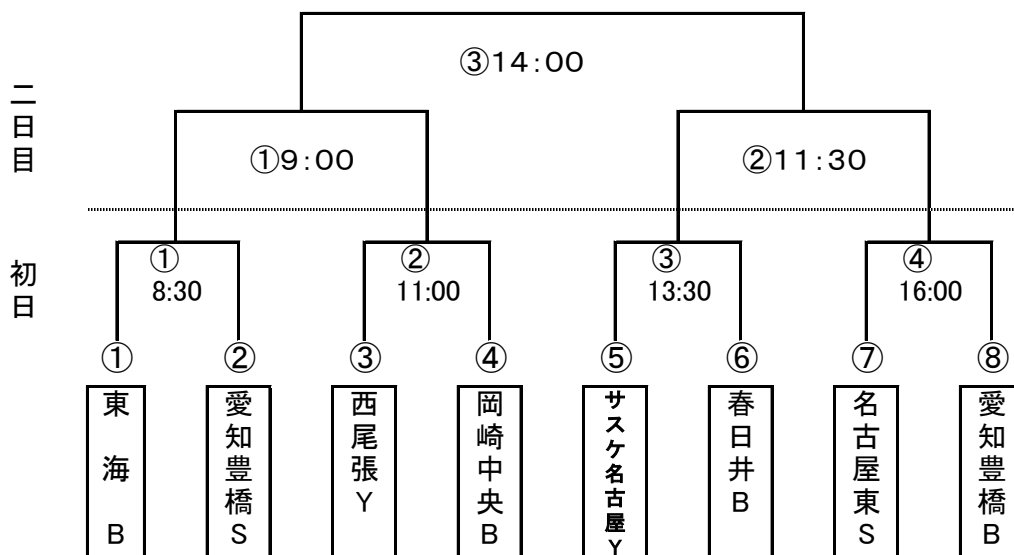 ③14:00
二日目
①9:00
②11:30
初日
①
8:30
②
11:00
③
13:30
④
16:00
①
②
③
④
⑤
⑥
⑦
⑧
東海B
愛知豊橋S
西尾張Y
岡崎中央B
サスケ名古屋Y
春日井B
名古屋東S
愛知豊橋B